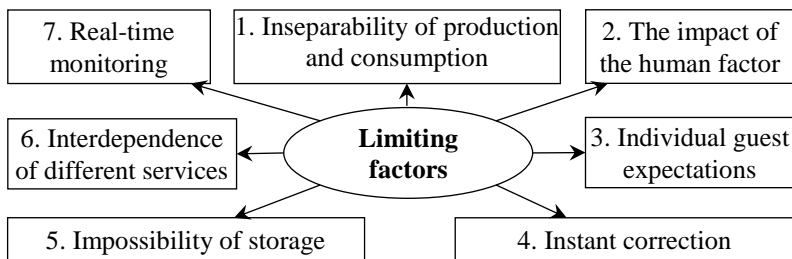 7. Real-time
monitoring
1. Inseparability of production
and consumption
2. The impact of
the human factor
6. Interdependence
of different services
Limiting
factors
3. Individual guest
expectations
5. Impossibility of storage
4. Instant correction